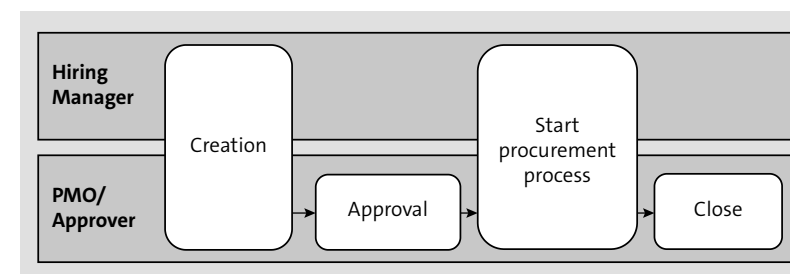 Hiring
Manager
Creation
Start
procurement
process
PMO/
Approver
Approval
Close